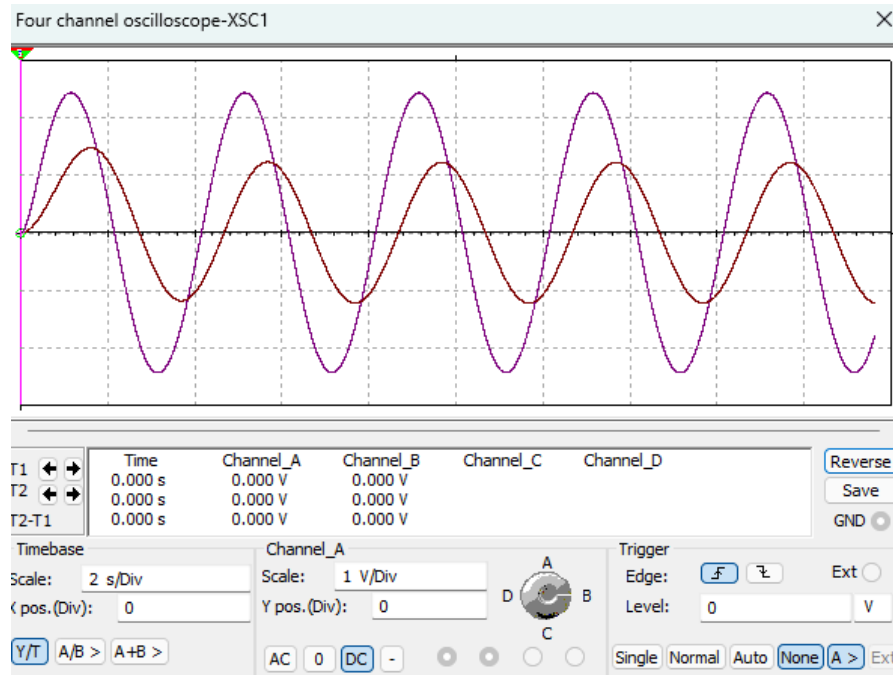 Four channel oscilloscope-XSC1
Time Channel_A Channel_B Channel_C Channel_D
T1 0.000 s 0.000 V 0.000 V
T2 0.000 s 0.000 V 0.000 V
T2-T1 0.000 s 0.000 V 0.000 V
Reverse
Save
GND
Timebase
Scale: 2 s/Div
X pos.(Div): 0
Y/T A/B > A+B >
Channel_A
Scale: 1 V/Div
Y pos.(Div): 0
AC 0 DC -
A
B
C
D
Trigger
Edge: Ext
Level: 0 V
Single Normal Auto None A > Ext